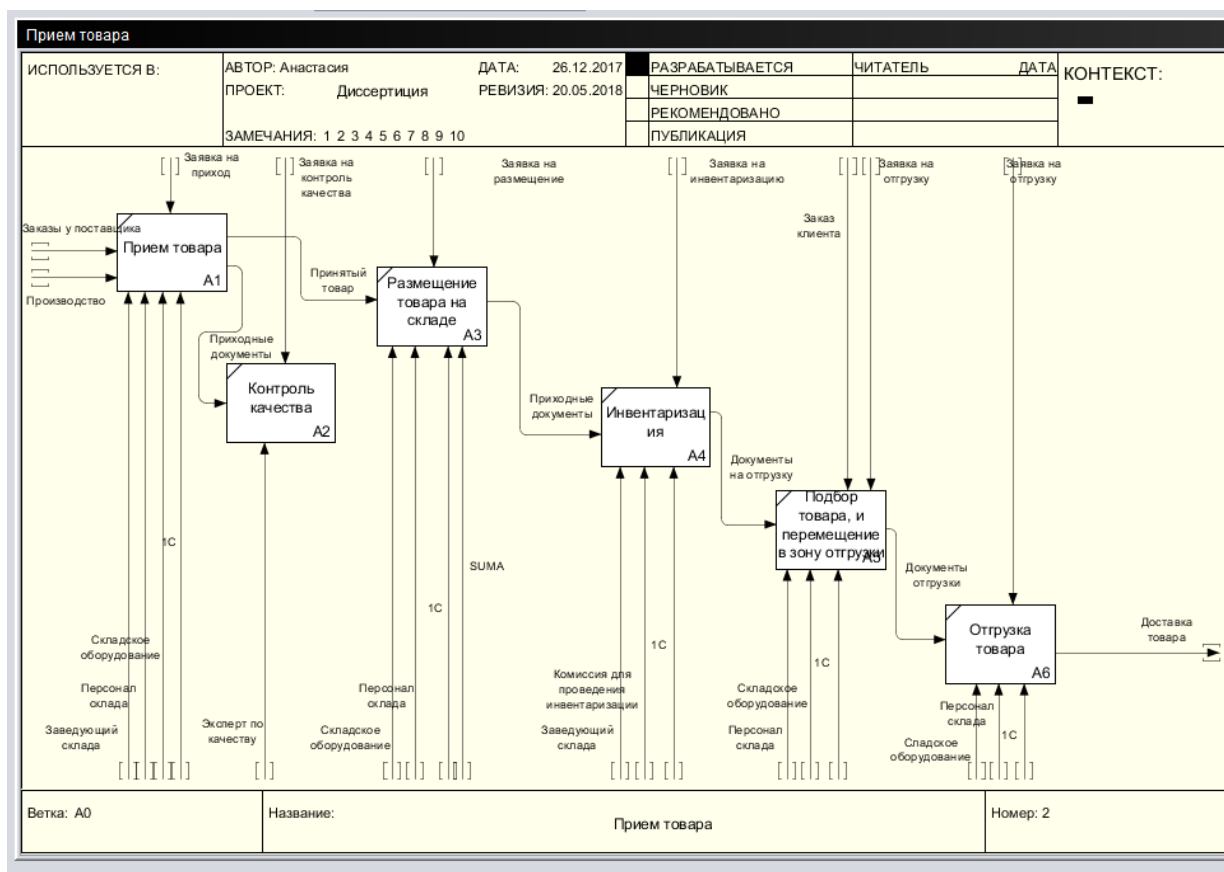 Прием товара
ИСПОЛЬЗУЕТСЯ В:
АВТОР: Анастасия
ДАТА: 26.12.2017
ПРОЕКТ: Диссертиция
РЕВИЗИЯ: 20.05.2018
ЗАМЕЧАНИЯ: 1 2 3 4 5 6 7 8 9 10
РАЗРАБАТЫВАЕТСЯ
ЧЕРНОВИК
РЕКОМЕНДОВАНО
ПУБЛИКАЦИЯ
ЧИТАТЕЛЬ
ДАТА
КОНТЕКСТ:
Заявка на
приход
Заявка на
контроль
качества
Заявка на
размещение
Заявка на
инвентаризацию
Заявка на
отгрузку
Заявка на
отгрузку
Заказ
клиента
Заказы у поставщика
Производство
Прием товара
A1
Принятый
товар
Приходные
документы
Контроль
качества
A2
Размещение
товара на
складе
A3
Приходные
документы
Инвентаризац
ия
A4
Документы
на отгрузку
Подбор
товара, и
перемещение
в зону отгрузки
A5
Документы
отгрузки
Отгрузка
товара
A6
Доставка
товара
1С
Складское
оборудование
Персонал
склада
Заведующий
склада
Эксперт по
качеству
SUMA
1С
Персонал
склада
Складское
оборудование
1С
Комиссия для
проведения
инвентаризации
Заведующий
склада
1С
Складское
оборудование
Персонал
склада
Персонал
склада
1С
Сладское
оборудование
Ветка: A0
Название:
Прием товара
Номер: 2